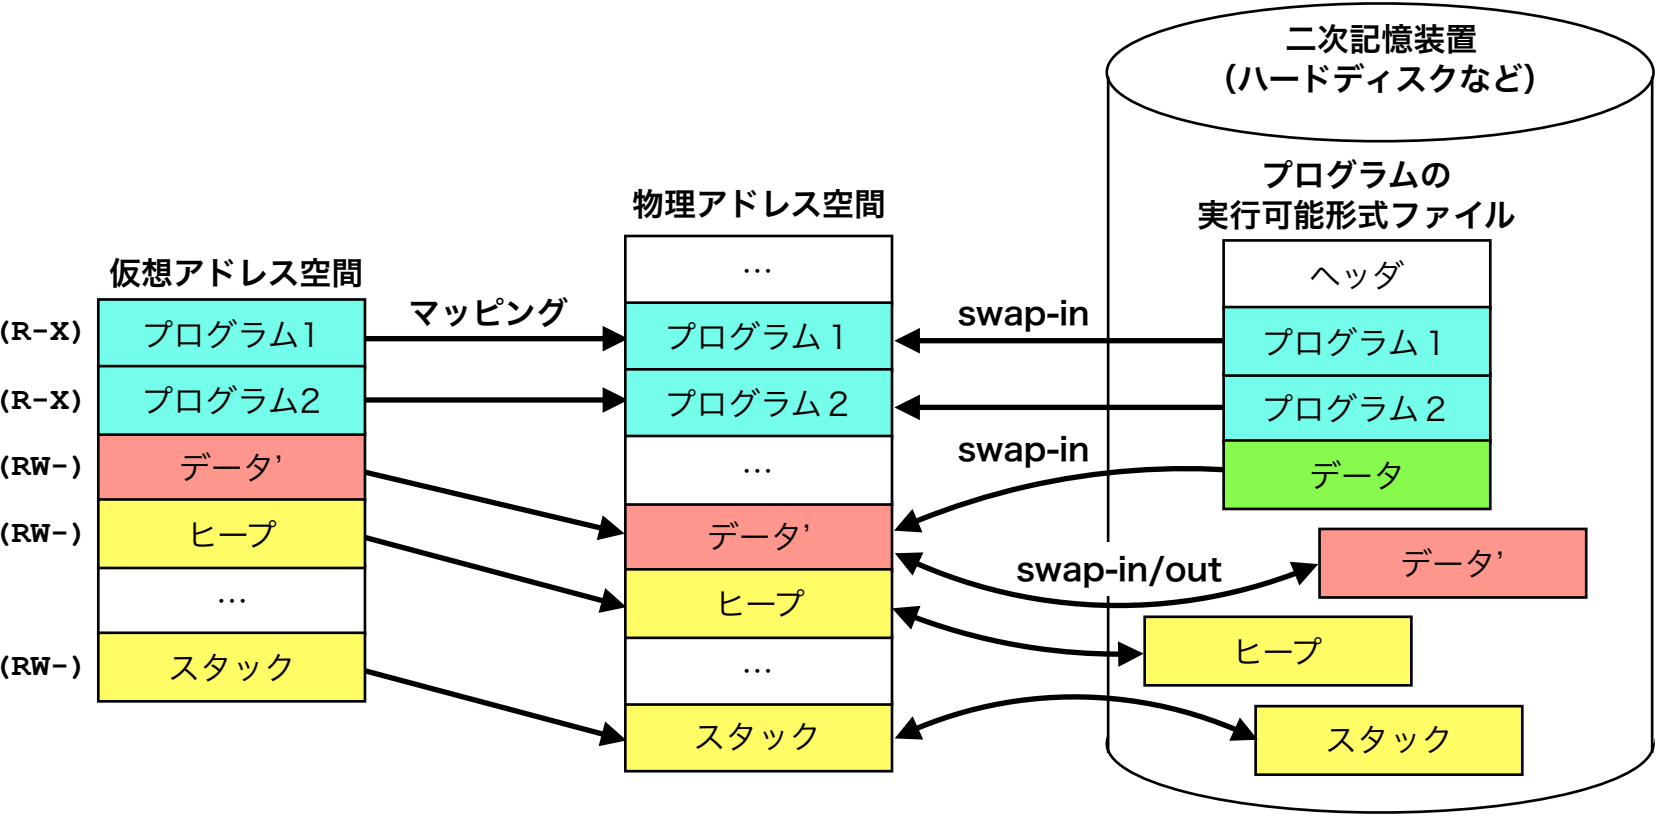 二次記憶装置
(ハードディスクなど)
プログラムの
実行可能形式ファイル
ヘッダ
プログラム１
プログラム２
データ
データ’
ヒープ
スタック
物理アドレス空間
…
プログラム１
プログラム２
…
データ’
ヒープ
…
スタック
仮想アドレス空間
(R-X)
プログラム1
(R-X)
プログラム2
(RW-)
データ’
(RW-)
ヒープ
…
(RW-)
スタック
マッピング
swap-in
swap-in
swap-in/out